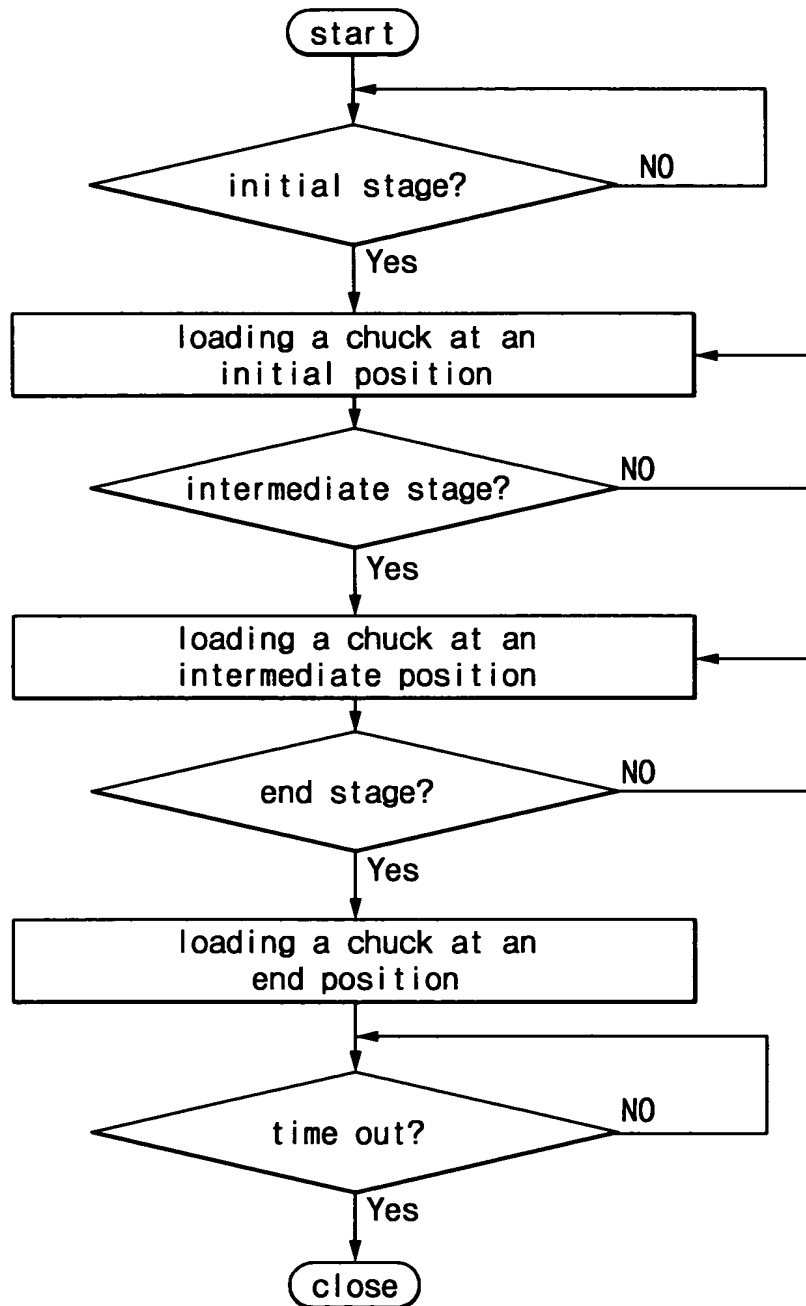 start
initial stage?
NO
Yes
loading a chuck at an
initial position
intermediate stage?
NO
Yes
loading a chuck at an
intermediate position
end stage?
NO
Yes
loading a chuck at an
end position
time out?
NO
Yes
close